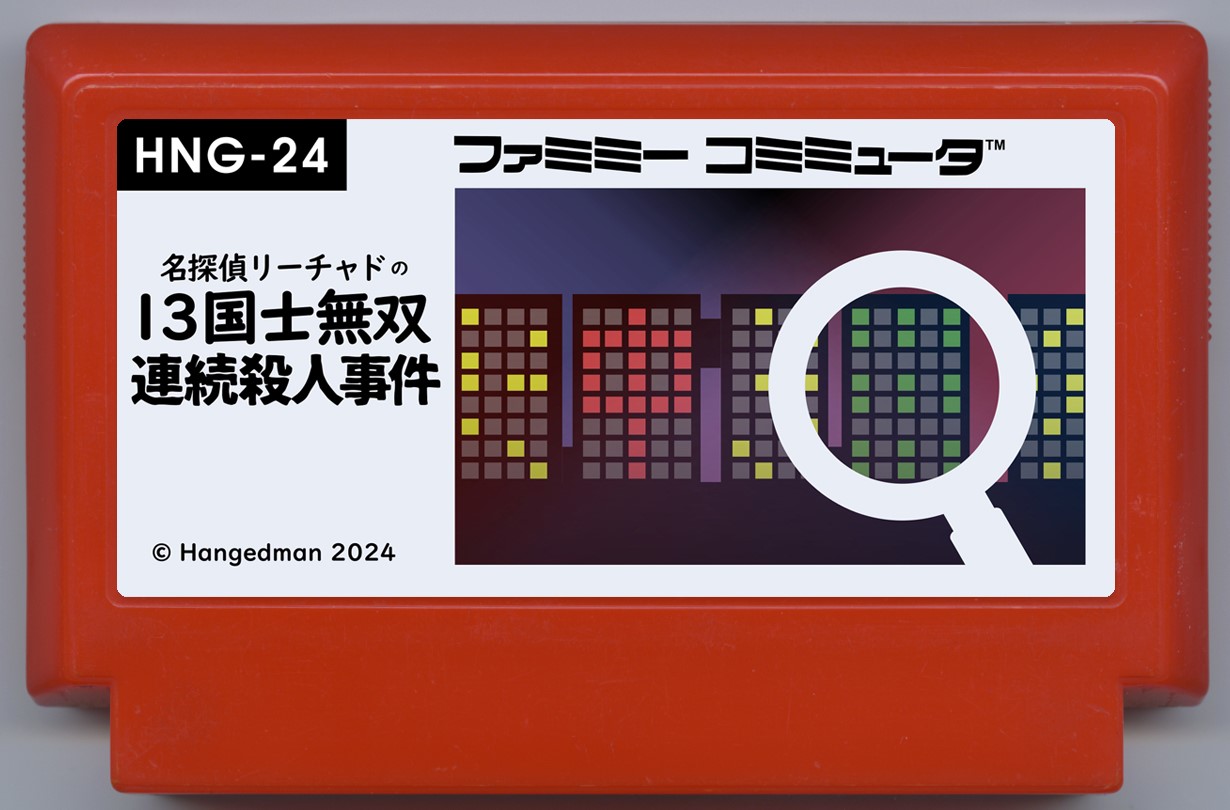 HNG-24
ファミミー コミミュータ™
名探偵リーチャドの
13国士無双
連続殺人事件
中
© Hangedman 2024